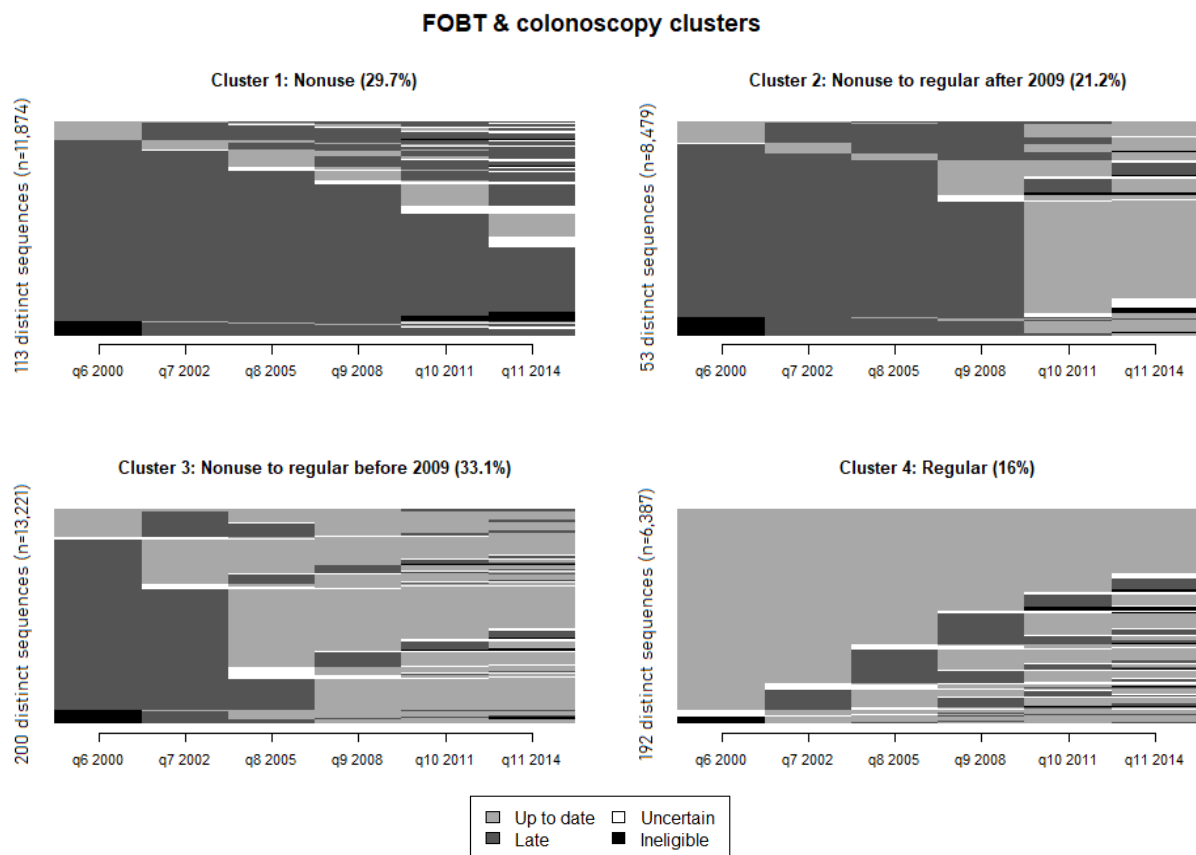 FOBT & colonoscopy clusters
Cluster 1: Nonuse (29.7%)
113 distinct sequences (n=11,874)
q6 2000 q7 2002 q8 2005 q9 2008 q10 2011 q11 2014
Cluster 2: Nonuse to regular after 2009 (21.2%)
53 distinct sequences (n=8,479)
q6 2000 q7 2002 q8 2005 q9 2008 q10 2011 q11 2014
Cluster 3: Nonuse to regular before 2009 (33.1%)
200 distinct sequences (n=13,221)
q6 2000 q7 2002 q8 2005 q9 2008 q10 2011 q11 2014
Cluster 4: Regular (16%)
192 distinct sequences (n=6,387)
q6 2000 q7 2002 q8 2005 q9 2008 q10 2011 q11 2014
Up to date Uncertain
Late Ineligible